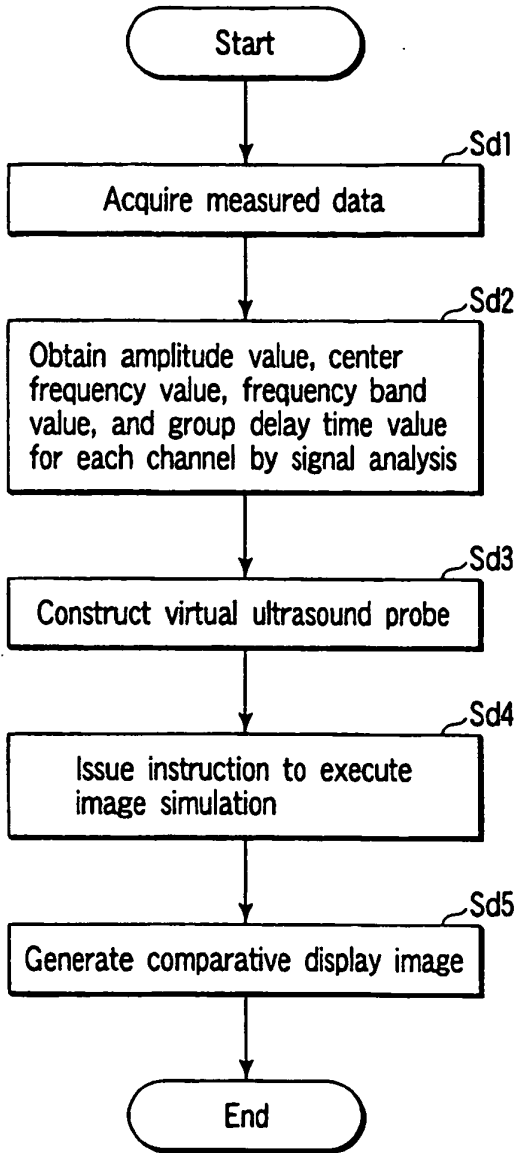 Start
Sd1
Acquire measured data
Sd2
Obtain amplitude value, center
frequency value, frequency band
value, and group delay time value
for each channel by signal analysis
Sd3
Construct virtual ultrasound probe
Sd4
Issue instruction to execute
image simulation
Sd5
Generate comparative display image
End